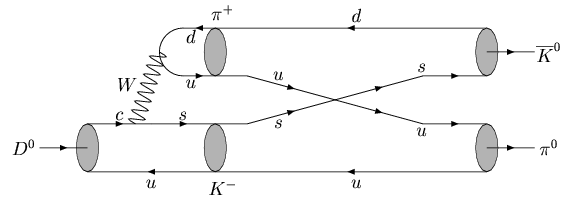 π⁺
d d
K̄⁰
W u u s
c s s u
D⁰ π⁰
u u
K⁻